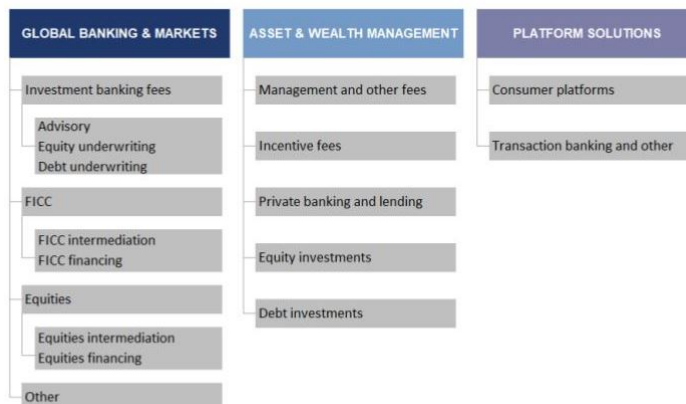 GLOBAL BANKING & MARKETS
Investment banking fees
Advisory
Equity underwriting
Debt underwriting
FICC
FICC intermediation
FICC financing
Equities
Equities intermediation
Equities financing
Other
ASSET & WEALTH MANAGEMENT
Management and other fees
Incentive fees
Private banking and lending
Equity investments
Debt investments
PLATFORM SOLUTIONS
Consumer platforms
Transaction banking and other